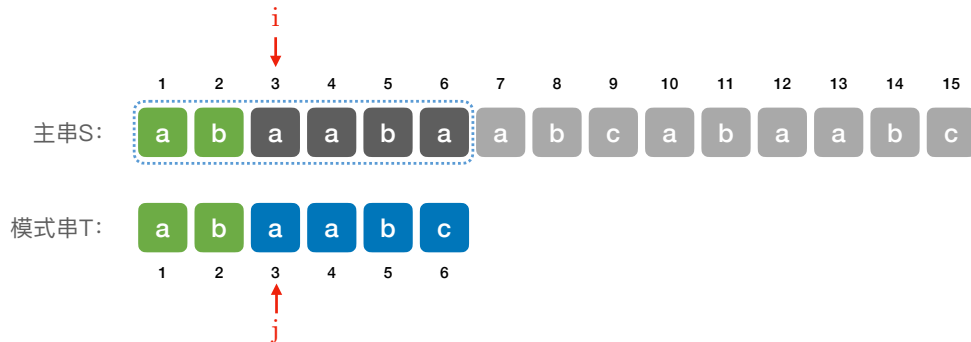 i
1 2 3 4 5 6 7 8 9 10 11 12 13 14 15
主串S: a b a a b a a b c a b a a b c
模式串T: a b a a b c
1 2 3 4 5 6
j